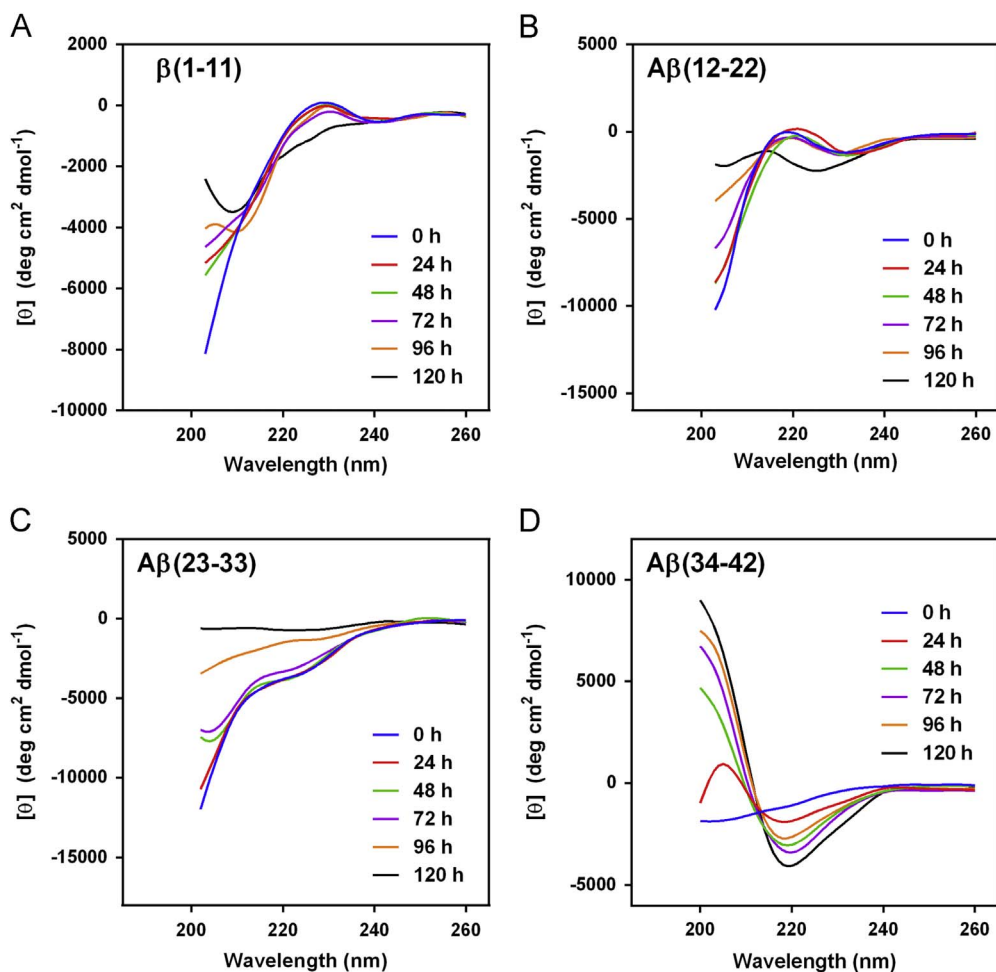 A
β(1-11)
2000
0
-2000
-4000
-6000
-8000
-10000
[θ] (deg cm² dmol⁻¹)
0 h
24 h
48 h
72 h
96 h
120 h
200 220 240 260
Wavelength (nm)
B
Aβ(12-22)
5000
0
-5000
-10000
-15000
[θ] (deg cm² dmol⁻¹)
0 h
24 h
48 h
72 h
96 h
120 h
200 220 240 260
Wavelength (nm)
C
Aβ(23-33)
5000
0
-5000
-10000
-15000
[θ] (deg cm² dmol⁻¹)
0 h
24 h
48 h
72 h
96 h
120 h
200 220 240 260
Wavelength (nm)
D
Aβ(34-42)
10000
5000
0
-5000
[θ] (deg cm² dmol⁻¹)
0 h
24 h
48 h
72 h
96 h
120 h
200 220 240 260
Wavelength (nm)